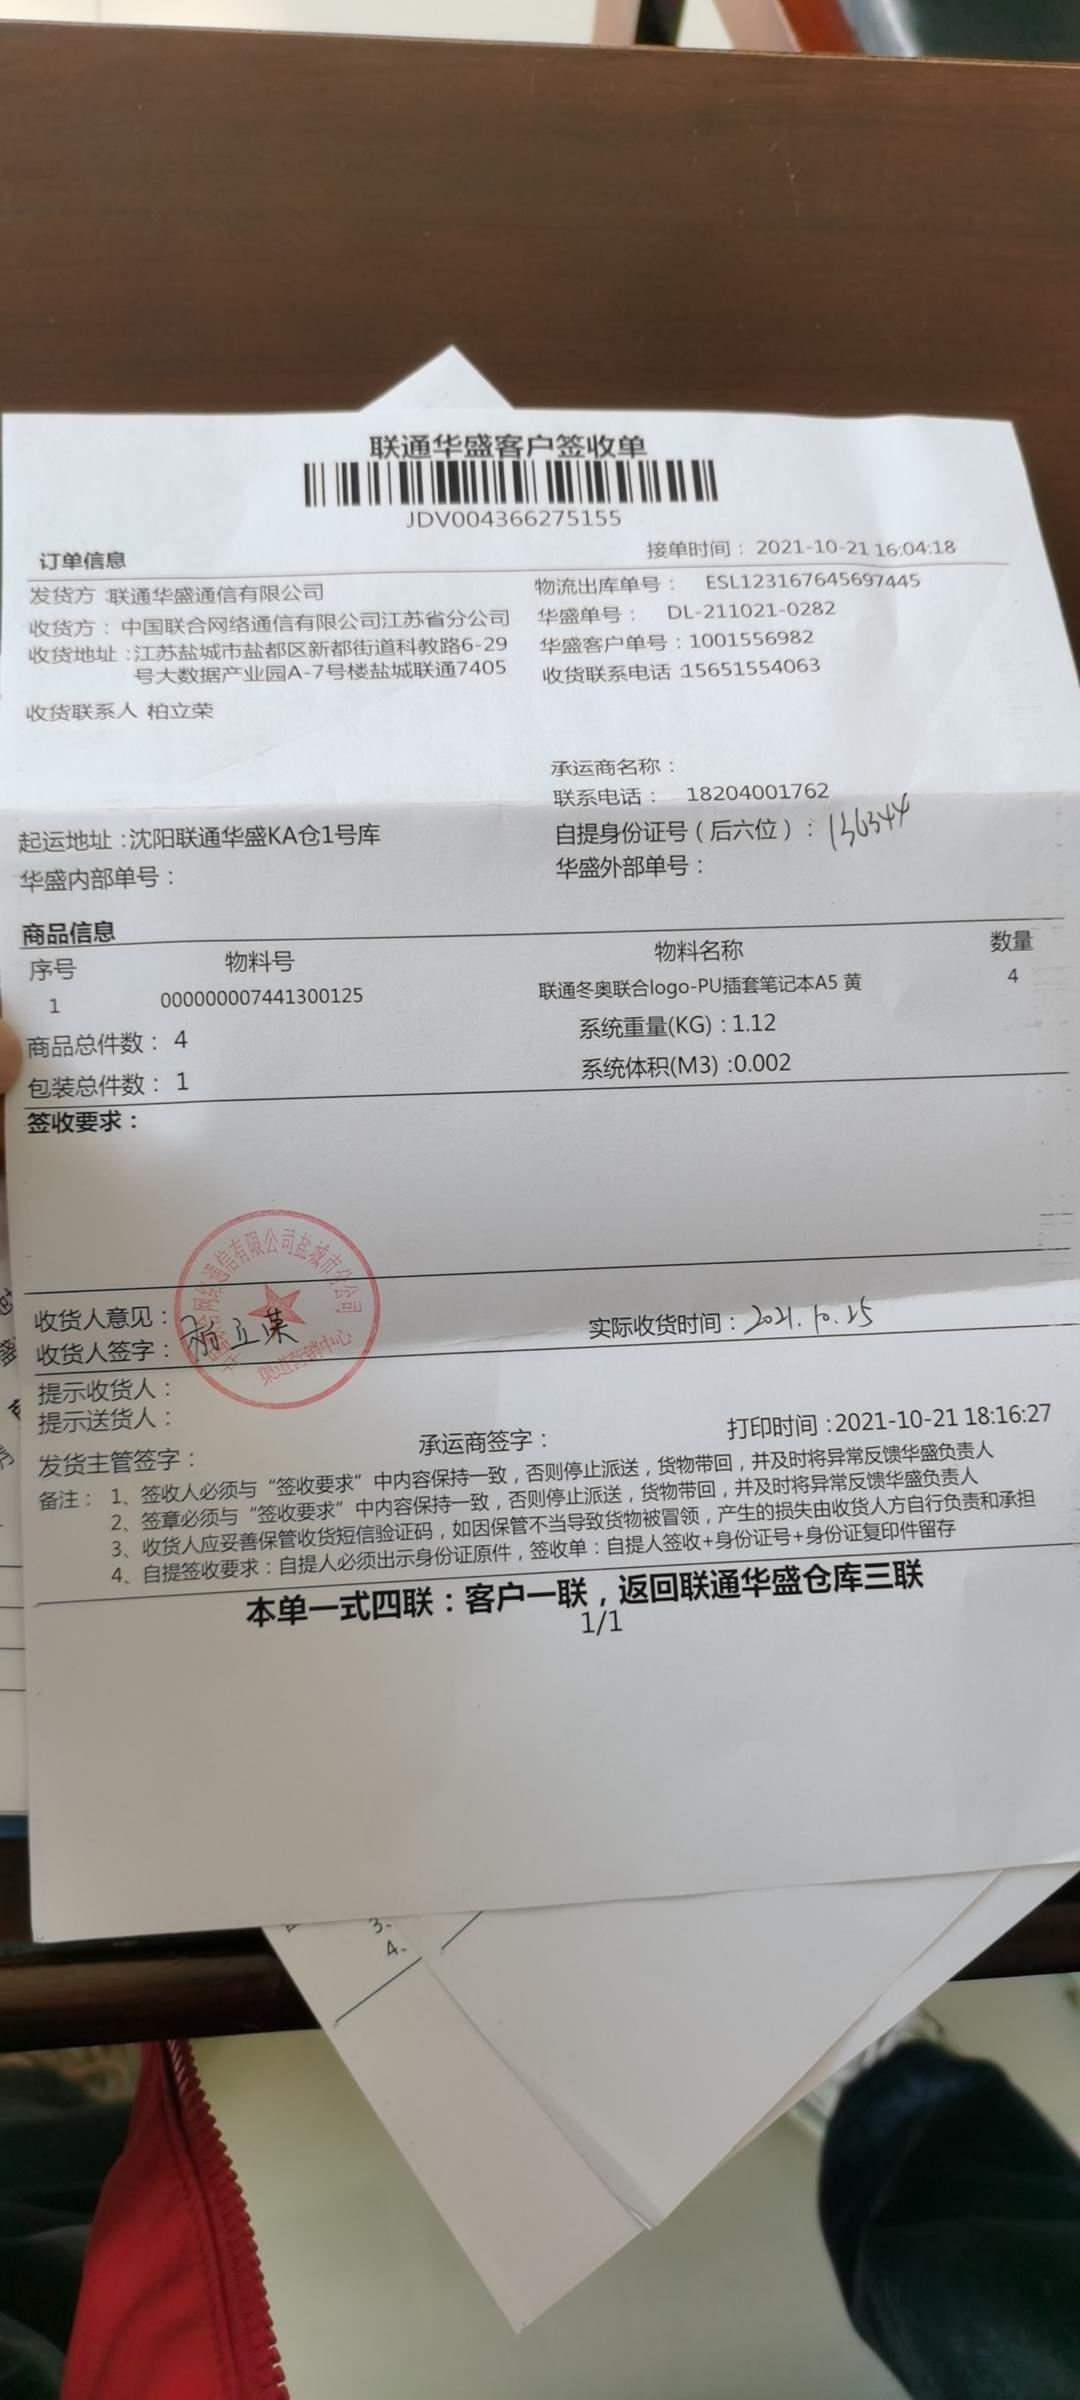 联通华盛客户签收单
JDV004366275155
订单信息
接单时间： 2021-10-21 16:04:18
发货方：联通华盛通信有限公司
物流出库单号： ESL123167645697445
收货方： 中国联合网络通信有限公司江苏省分公司
华盛单号： DL-211021-0282
收货地址：江苏盐城市盐都区新都街道科教路6-29
号大数据产业园A-7号楼盐城联通7405
华盛客户单号：1001556982
收货联系电话：15651554063
收货联系人 柏立荣
承运商名称：
联系电话： 18204001762
起运地址：沈阳联通华盛KA仓1号库
自提身份证号（后六位）：136344
华盛内部单号：
华盛外部单号：
商品信息
序号 物料号 物料名称 数量
1 000000007441300125 联通冬奥联合logo-PU插套笔记本A5 黄 4
商品总件数： 4 系统重量(KG)：1.12
包装总件数： 1 系统体积(M3)：0.002
签收要求：
中国联合网络通信有限公司盐城市分公司
渠道营销中心
收货人意见：
收货人签字：柏立荣
实际收货时间：2021.10.25
提示收货人：
提示送货人：
发货主管签字：
承运商签字：
打印时间：2021-10-21 18:16:27
备注： 1、签收人必须与“签收要求”中内容保持一致，否则停止派送，货物带回，并及时将异常反馈华盛负责人
2、签章必须与“签收要求”中内容保持一致，否则停止派送，货物带回，并及时将异常反馈华盛负责人
3、收货人应妥善保管收货短信验证码，如因保管不当导致货物被冒领，产生的损失由收货人方自行负责和承担
4、自提签收要求：自提人必须出示身份证原件，签收单：自提人签收+身份证号+身份证复印件留存
本单一式四联：客户一联，返回联通华盛仓库三联
1/1
3、
4、